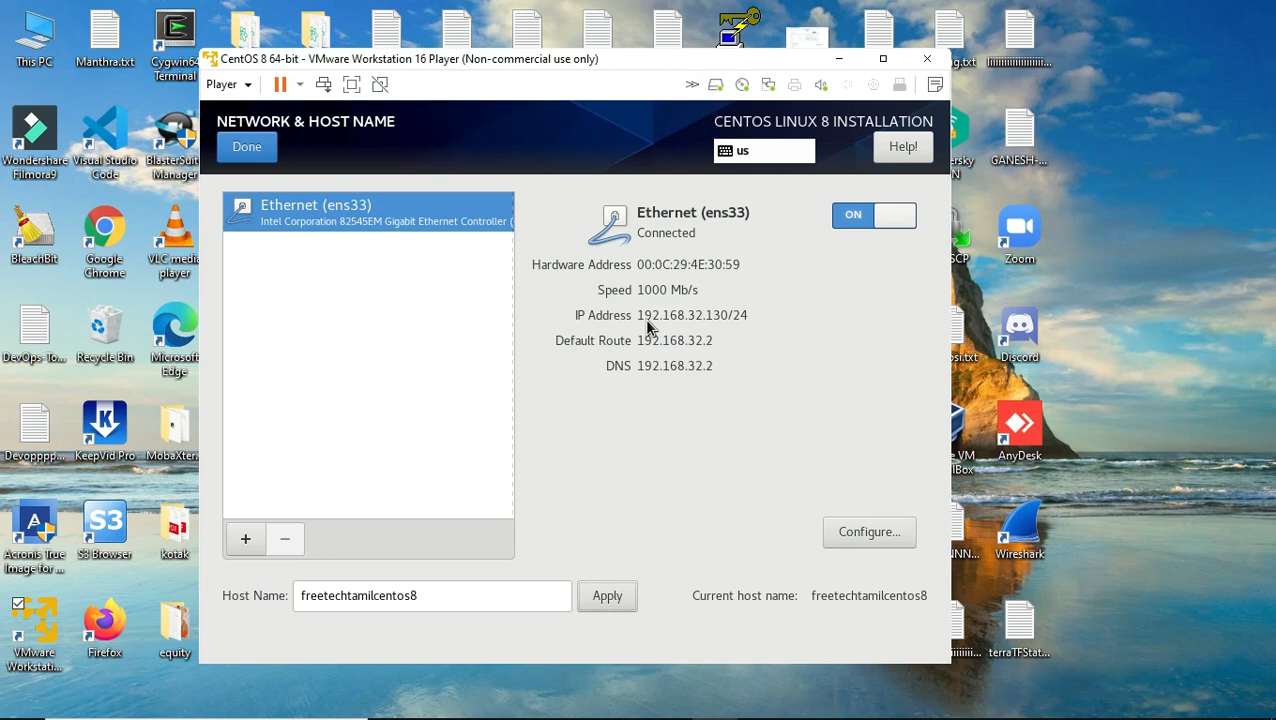 This PC
Manthra.txt
Cygwin64
Terminal
CentOS 8 64-bit - VMware Workstation 16 Player (Non-commercial use only)
Player
NETWORK & HOST NAME
CENTOS LINUX 8 INSTALLATION
Done
us
Help!
Ethernet (ens33)
Intel Corporation 82545EM Gigabit Ethernet Controller (
Ethernet (ens33)
Connected
ON
Hardware Address 00:0C:29:4E:30:59
Speed 1000 Mb/s
IP Address 192.168.32.130/24
Default Route 192.168.32.2
DNS 192.168.32.2
Configure...
+
−
Host Name: freetechtamilcentos8
Apply
Current host name: freetechtamilcentos8
Wondershare
Filmora9
Visual Studio
Code
BlasterSuit
Manager
GANESH-...
BleachBit
Google
Chrome
VLC media
player
Zoom
DevOps- To...
Recycle Bin
Microsoft
Edge
Discord
Devopppp...
KeepVid Pro
MobaXter...
AnyDesk
Acronis True
Image for ...
S3
S3 Browser
kotak
Wireshark
VMware
Workstati...
Firefox
equity
terraTFStat...